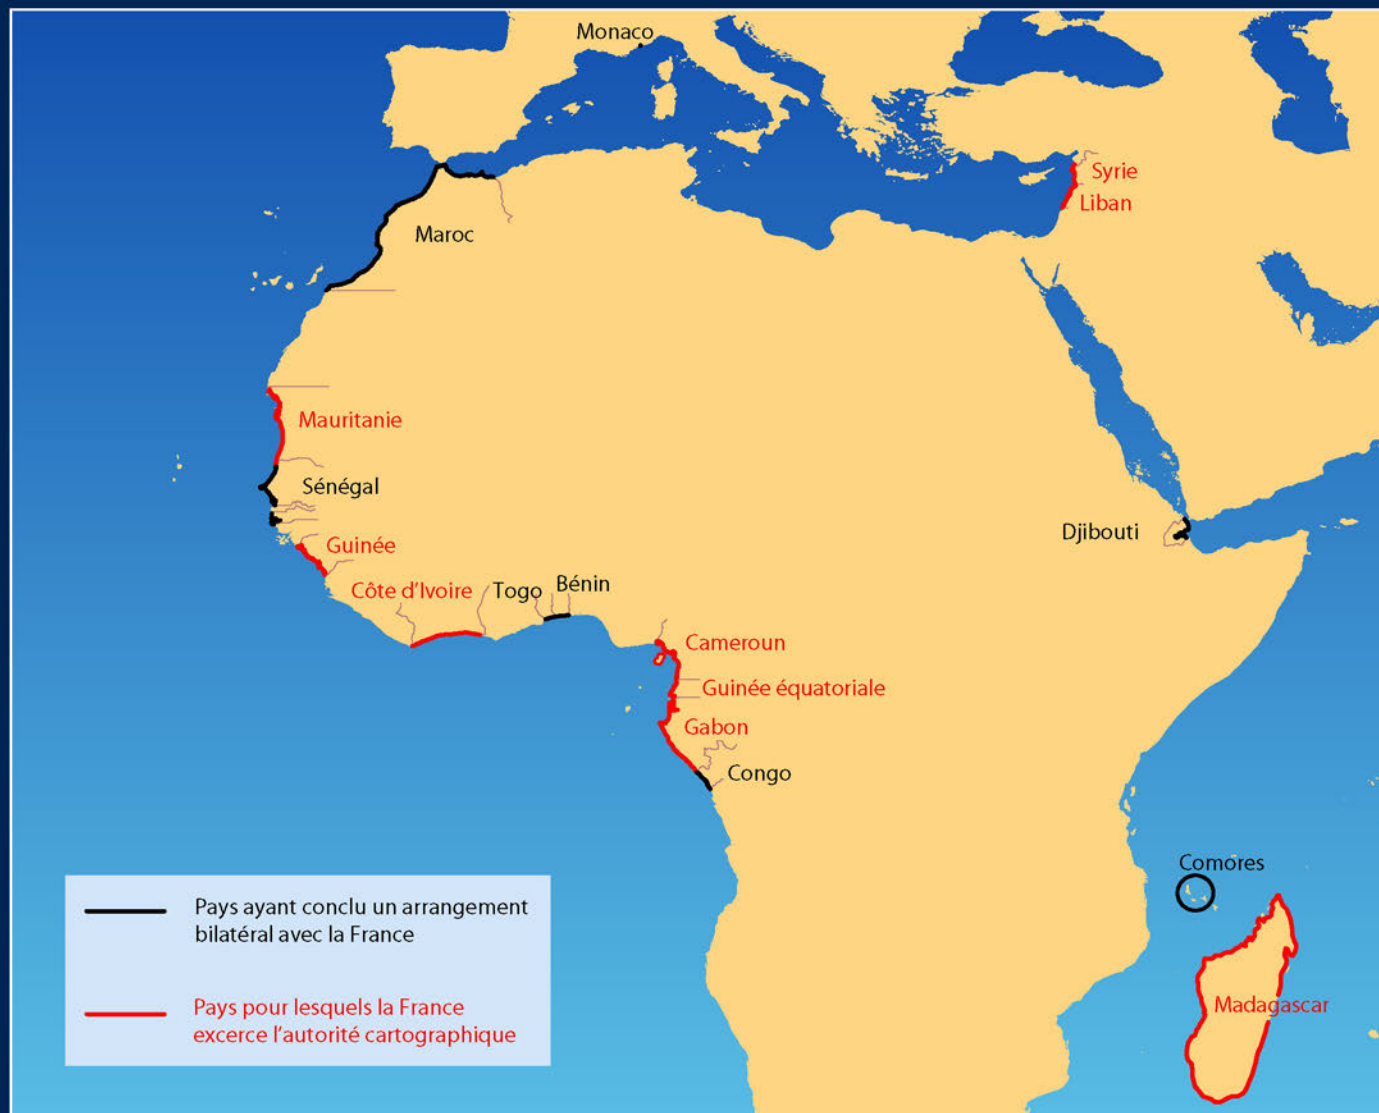 Monaco
Syrie
Liban
Maroc
Mauritanie
Sénégal
Djibouti
Guinée
Côte d'Ivoire
Togo
Bénin
Cameroun
Guinée équatoriale
Gabon
Congo
Comores
Madagascar
Pays ayant conclu un arrangement
bilatéral avec la France
Pays pour lesquels la France
excerce l'autorité cartographique